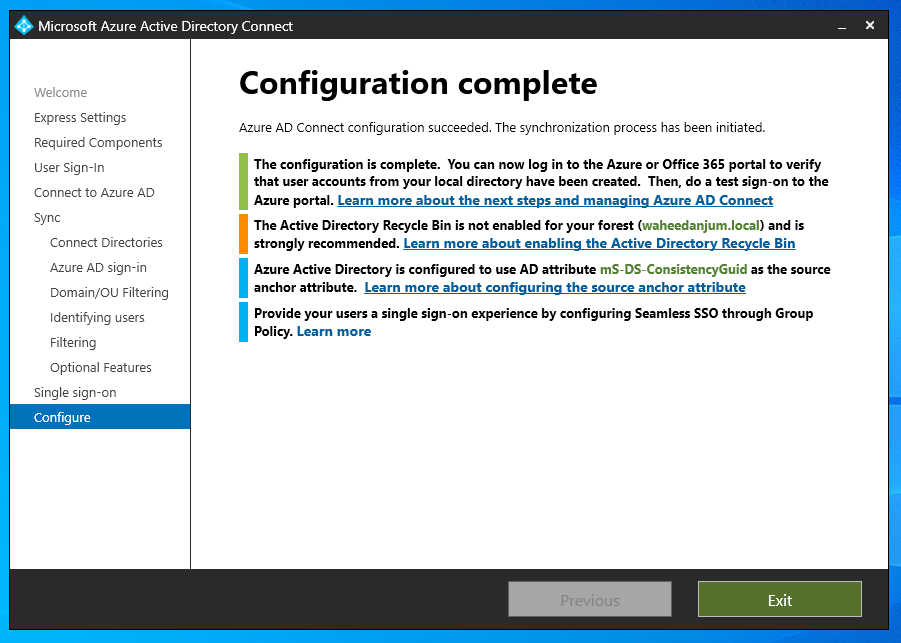 Microsoft Azure Active Directory Connect
Welcome
Express Settings
Required Components
User Sign-In
Connect to Azure AD
Sync
Connect Directories
Azure AD sign-in
Domain/OU Filtering
Identifying users
Filtering
Optional Features
Single sign-on
Configure
Configuration complete
Azure AD Connect configuration succeeded. The synchronization process has been initiated.
The configuration is complete.  You can now log in to the Azure or Office 365 portal to verify
that user accounts from your local directory have been created.  Then, do a test sign-on to the
Azure portal. Learn more about the next steps and managing Azure AD Connect
The Active Directory Recycle Bin is not enabled for your forest (waheedanjum.local) and is
strongly recommended. Learn more about enabling the Active Directory Recycle Bin
Azure Active Directory is configured to use AD attribute mS-DS-ConsistencyGuid as the source
anchor attribute.  Learn more about configuring the source anchor attribute
Provide your users a single sign-on experience by configuring Seamless SSO through Group
Policy. Learn more
Previous
Exit